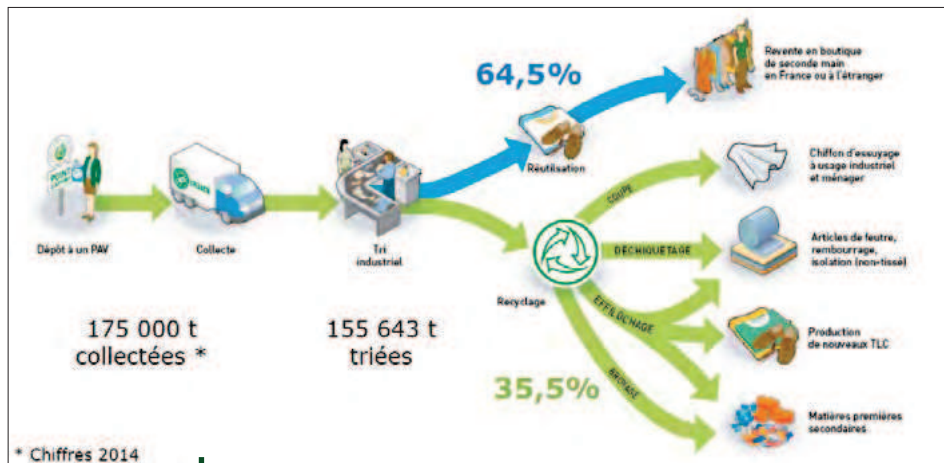 64,5%
Revente en boutique
de seconde main
en France ou à l'étranger
Réutilisation
Chiffon d'essuyage
à usage industriel
et ménager
Dépôt à un PAV
Collecte
Tri
industriel
COUPE
DÉCHIQUETAGE
Articles de feutre,
rembourrage,
isolation (non-tissé)
Recyclage
EFFILOCHAGE
Production
de nouveaux TLC
175 000 t
collectées *
155 643 t
triées
35,5%
BROYAGE
Matières premières
secondaires
* Chiffres 2014